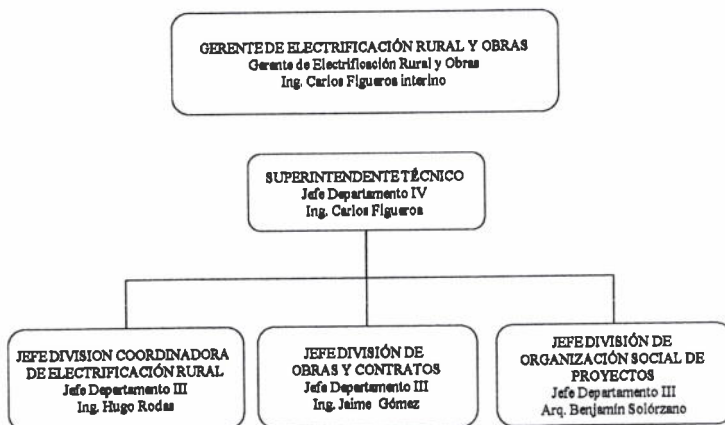 GERENTE DE ELECTRIFICACIÓN RURAL Y OBRAS
Gerente de Electrificación Rural y Obras
Ing. Carlos Figueroa interino
SUPERINTENDENTE TÉCNICO
Jefe Departamento IV
Ing. Carlos Figueroa
JEFE DIVISION COORDINADORA
DE ELECTRIFICACIÓN RURAL
Jefe Departamento III
Ing. Hugo Rodas
JEFE DIVISIÓN DE
OBRAS Y CONTRATOS
Jefe Departamento III
Ing. Jaime Gómez
JEFE DIVISIÓN DE
ORGANIZACIÓN SOCIAL DE
PROYECTOS
Jefe Departamento III
Arq. Benjamín Solórzano